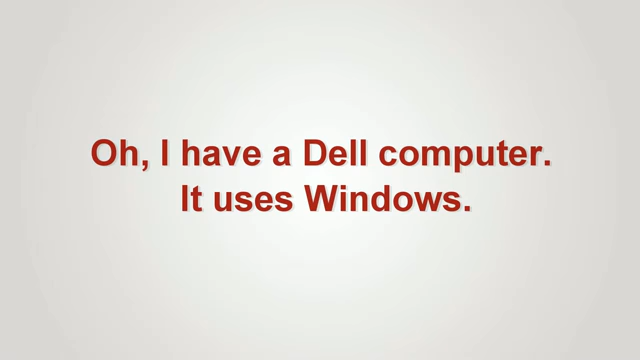 Oh, I have a Dell computer.
It uses Windows.